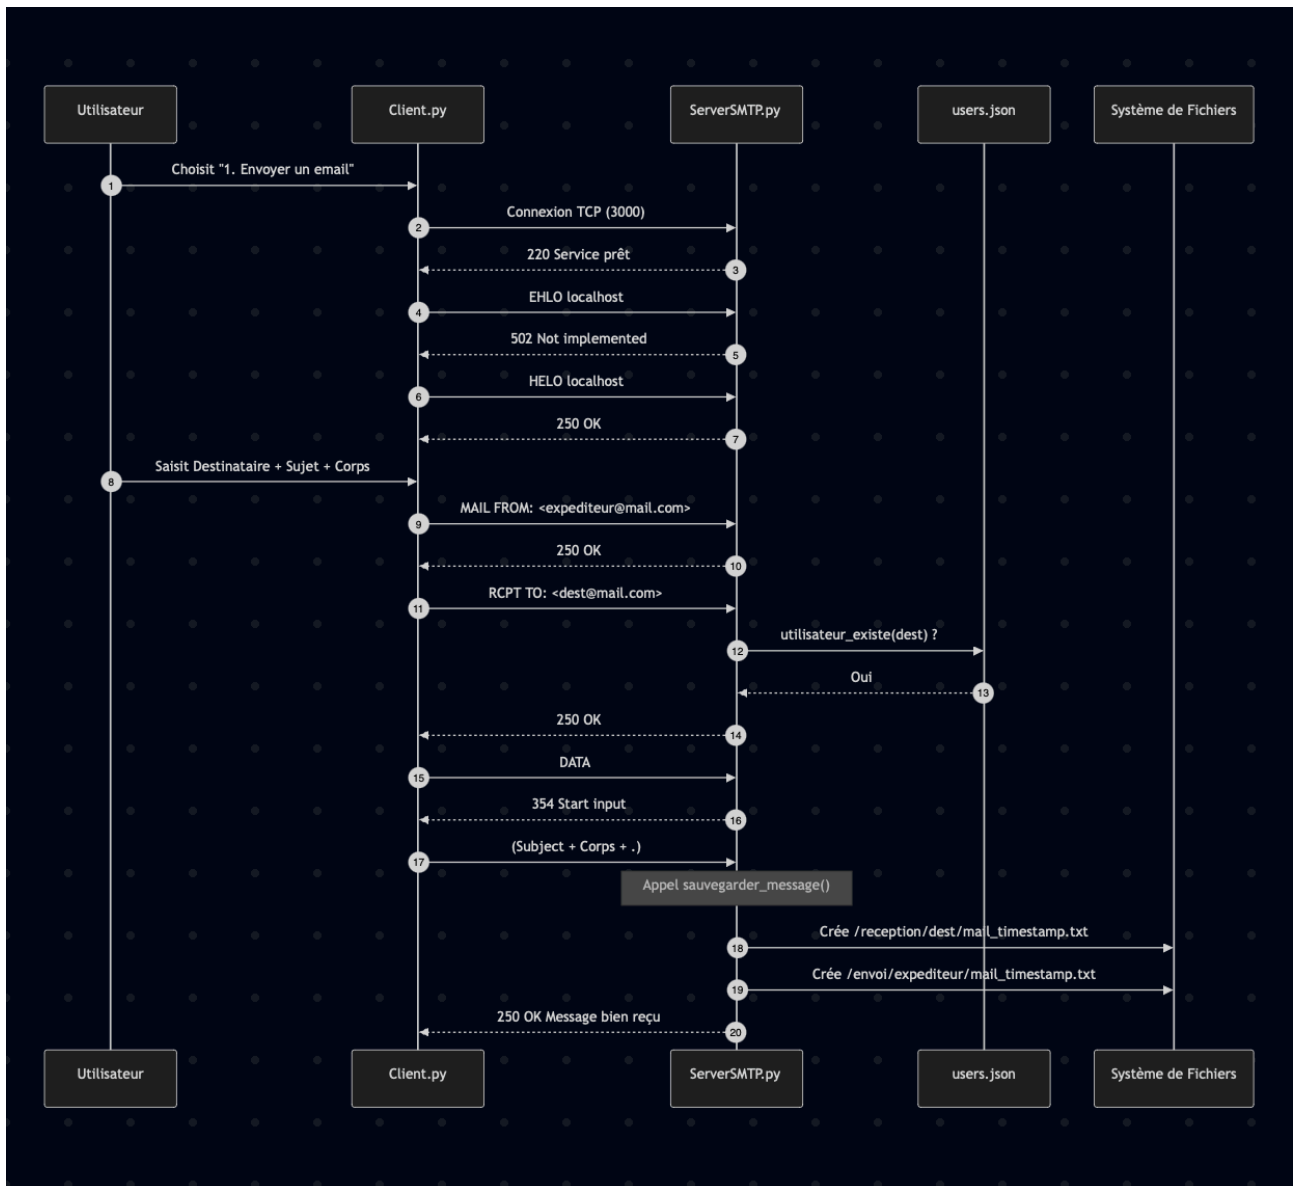 Utilisateur
Client.py
ServerSMTP.py
users.json
Système de Fichiers
Choisit "1. Envoyer un email"
1
Connexion TCP (3000)
2
220 Service prêt
3
EHLO localhost
4
502 Not implemented
5
HELO localhost
6
250 OK
7
Saisit Destinataire + Sujet + Corps
8
MAIL FROM: <expediteur@mail.com>
9
250 OK
10
RCPT TO: <dest@mail.com>
11
utilisateur_existe(dest) ?
12
Oui
13
250 OK
14
DATA
15
354 Start input
16
(Subject + Corps + .)
17
Appel sauvegarder_message()
Crée /reception/dest/mail_timestamp.txt
18
Crée /envoi/expediteur/mail_timestamp.txt
19
250 OK Message bien reçu
20
Utilisateur
Client.py
ServerSMTP.py
users.json
Système de Fichiers